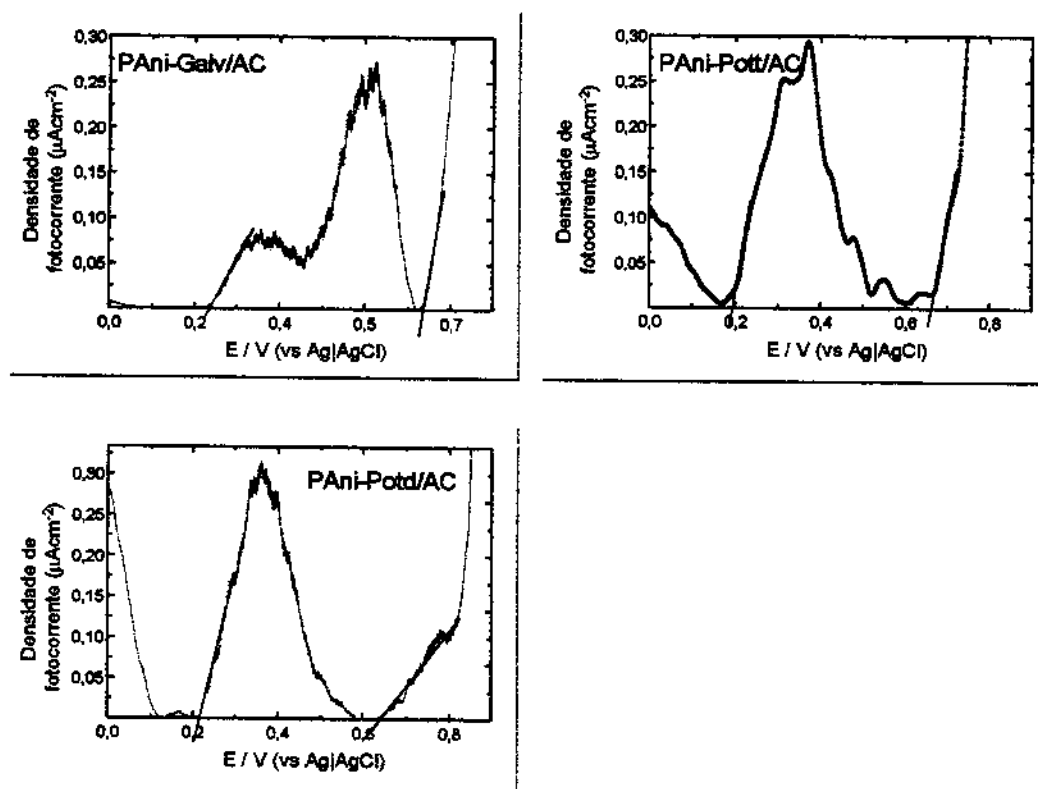 0,30
0,25
0,20
0,15
0,10
0,05
PAni-Galv/AC
Densidade de
fotocorrente (µAcm-2)
0,0 0,2 0,4 0,5 0,7
E / V (vs Ag|AgCl)
0,30
0,25
0,20
0,15
0,10
0,05
PAni-Pott/AC
Densidade de
fotocorrente (µAcm-2)
0,0 0,2 0,4 0,6 0,8
E / V (vs Ag|AgCl)
0,30
0,25
0,20
0,15
0,10
0,05
PAni-Potd/AC
Densidade de
fotocorrente (µAcm-2)
0,0 0,2 0,4 0,6 0,8
E / V (vs Ag|AgCl)